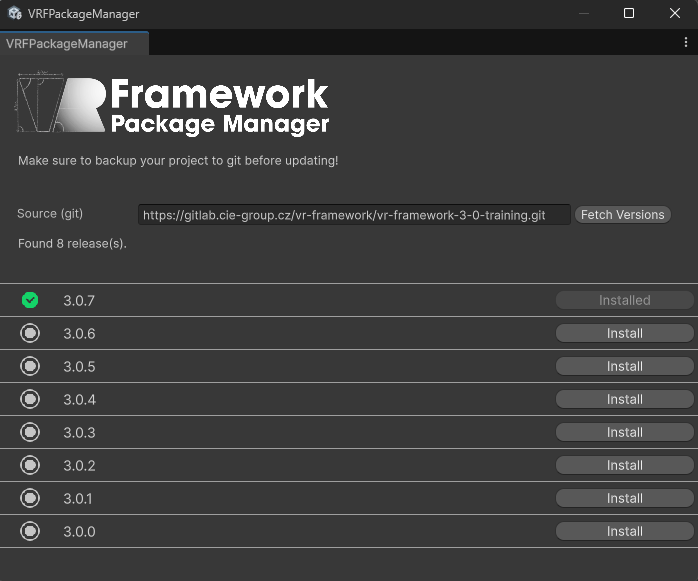 VRFPackageManager
VRFPackageManager
VR Framework
Package Manager
Make sure to backup your project to git before updating!
Source (git) https://gitlab.cie-group.cz/vr-framework/vr-framework-3-0-training.git Fetch Versions
Found 8 release(s).
3.0.7 Installed
3.0.6 Install
3.0.5 Install
3.0.4 Install
3.0.3 Install
3.0.2 Install
3.0.1 Install
3.0.0 Install